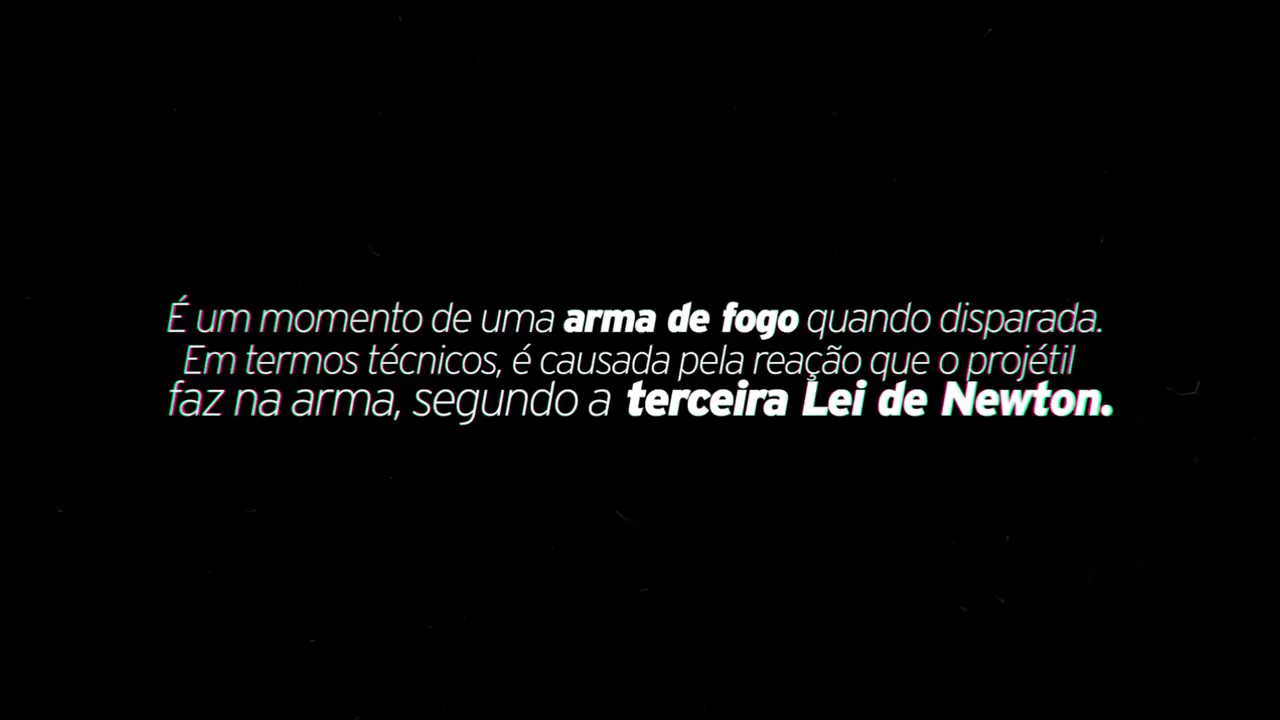 É um momento de uma arma de fogo quando disparada.
Em termos técnicos, é causada pela reação que o projétil
faz na arma, segundo a terceira Lei de Newton.